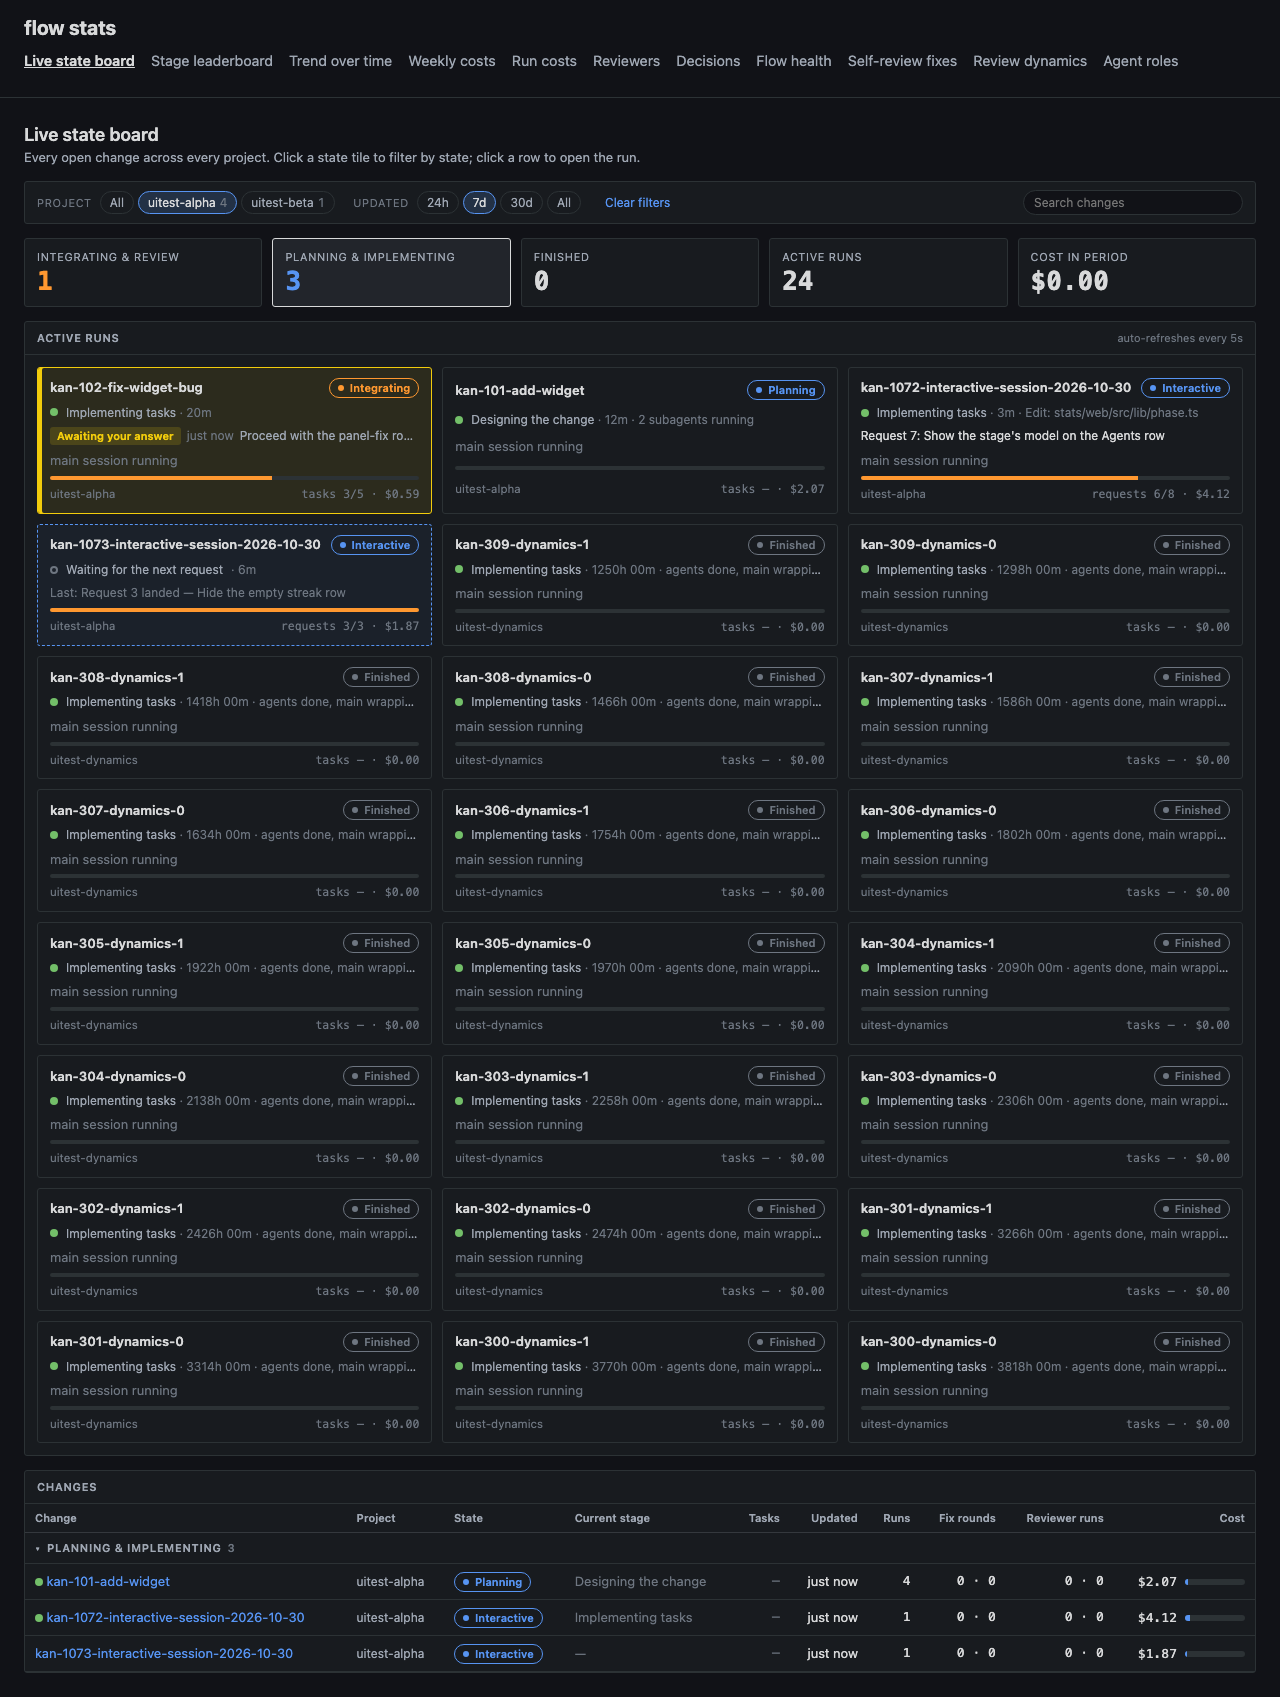 flow stats
Live state board Stage leaderboard Trend over time Weekly costs Run costs Reviewers Decisions Flow health Self-review fixes Review dynamics Agent roles
Live state board
Every open change across every project. Click a state tile to filter by state; click a row to open the run.
PROJECT All uitest-alpha 4 uitest-beta 1 UPDATED 24h 7d 30d All Clear filters Search changes
INTEGRATING & REVIEW PLANNING & IMPLEMENTING FINISHED ACTIVE RUNS COST IN PERIOD
1 3 0 24 $0.00
ACTIVE RUNS auto-refreshes every 5s
kan-102-fix-widget-bug Integrating
Implementing tasks · 20m
Awaiting your answer just now Proceed with the panel-fix ro...
main session running
uitest-alpha tasks 3/5 · $0.59
kan-101-add-widget Planning
Designing the change · 12m · 2 subagents running
main session running
uitest-alpha tasks — · $2.07
kan-1072-interactive-session-2026-10-30 Interactive
Implementing tasks · 3m · Edit: stats/web/src/lib/phase.ts
Request 7: Show the stage's model on the Agents row
main session running
uitest-alpha requests 6/8 · $4.12
kan-1073-interactive-session-2026-10-30 Interactive
Waiting for the next request · 6m
Last: Request 3 landed — Hide the empty streak row
uitest-alpha requests 3/3 · $1.87
kan-309-dynamics-1 Finished
Implementing tasks · 1250h 00m · agents done, main wrappi...
main session running
uitest-dynamics tasks — · $0.00
kan-309-dynamics-0 Finished
Implementing tasks · 1298h 00m · agents done, main wrappi...
main session running
uitest-dynamics tasks — · $0.00
kan-308-dynamics-1 Finished
Implementing tasks · 1418h 00m · agents done, main wrappi...
main session running
uitest-dynamics tasks — · $0.00
kan-308-dynamics-0 Finished
Implementing tasks · 1466h 00m · agents done, main wrappi...
main session running
uitest-dynamics tasks — · $0.00
kan-307-dynamics-1 Finished
Implementing tasks · 1586h 00m · agents done, main wrappi...
main session running
uitest-dynamics tasks — · $0.00
kan-307-dynamics-0 Finished
Implementing tasks · 1634h 00m · agents done, main wrappi...
main session running
uitest-dynamics tasks — · $0.00
kan-306-dynamics-1 Finished
Implementing tasks · 1754h 00m · agents done, main wrappi...
main session running
uitest-dynamics tasks — · $0.00
kan-306-dynamics-0 Finished
Implementing tasks · 1802h 00m · agents done, main wrappi...
main session running
uitest-dynamics tasks — · $0.00
kan-305-dynamics-1 Finished
Implementing tasks · 1922h 00m · agents done, main wrappi...
main session running
uitest-dynamics tasks — · $0.00
kan-305-dynamics-0 Finished
Implementing tasks · 1970h 00m · agents done, main wrappi...
main session running
uitest-dynamics tasks — · $0.00
kan-304-dynamics-1 Finished
Implementing tasks · 2090h 00m · agents done, main wrappi...
main session running
uitest-dynamics tasks — · $0.00
kan-304-dynamics-0 Finished
Implementing tasks · 2138h 00m · agents done, main wrappi...
main session running
uitest-dynamics tasks — · $0.00
kan-303-dynamics-1 Finished
Implementing tasks · 2258h 00m · agents done, main wrappi...
main session running
uitest-dynamics tasks — · $0.00
kan-303-dynamics-0 Finished
Implementing tasks · 2306h 00m · agents done, main wrappi...
main session running
uitest-dynamics tasks — · $0.00
kan-302-dynamics-1 Finished
Implementing tasks · 2426h 00m · agents done, main wrappi...
main session running
uitest-dynamics tasks — · $0.00
kan-302-dynamics-0 Finished
Implementing tasks · 2474h 00m · agents done, main wrappi...
main session running
uitest-dynamics tasks — · $0.00
kan-301-dynamics-1 Finished
Implementing tasks · 3266h 00m · agents done, main wrappi...
main session running
uitest-dynamics tasks — · $0.00
kan-301-dynamics-0 Finished
Implementing tasks · 3314h 00m · agents done, main wrappi...
main session running
uitest-dynamics tasks — · $0.00
kan-300-dynamics-1 Finished
Implementing tasks · 3770h 00m · agents done, main wrappi...
main session running
uitest-dynamics tasks — · $0.00
kan-300-dynamics-0 Finished
Implementing tasks · 3818h 00m · agents done, main wrappi...
main session running
uitest-dynamics tasks — · $0.00
CHANGES
Change Project State Current stage Tasks Updated Runs Fix rounds Reviewer runs Cost
PLANNING & IMPLEMENTING 3
kan-101-add-widget uitest-alpha Planning Designing the change — just now 4 0 · 0 0 · 0 $2.07
kan-1072-interactive-session-2026-10-30 uitest-alpha Interactive Implementing tasks — just now 1 0 · 0 0 · 0 $4.12
kan-1073-interactive-session-2026-10-30 uitest-alpha Interactive — — just now 1 0 · 0 0 · 0 $1.87